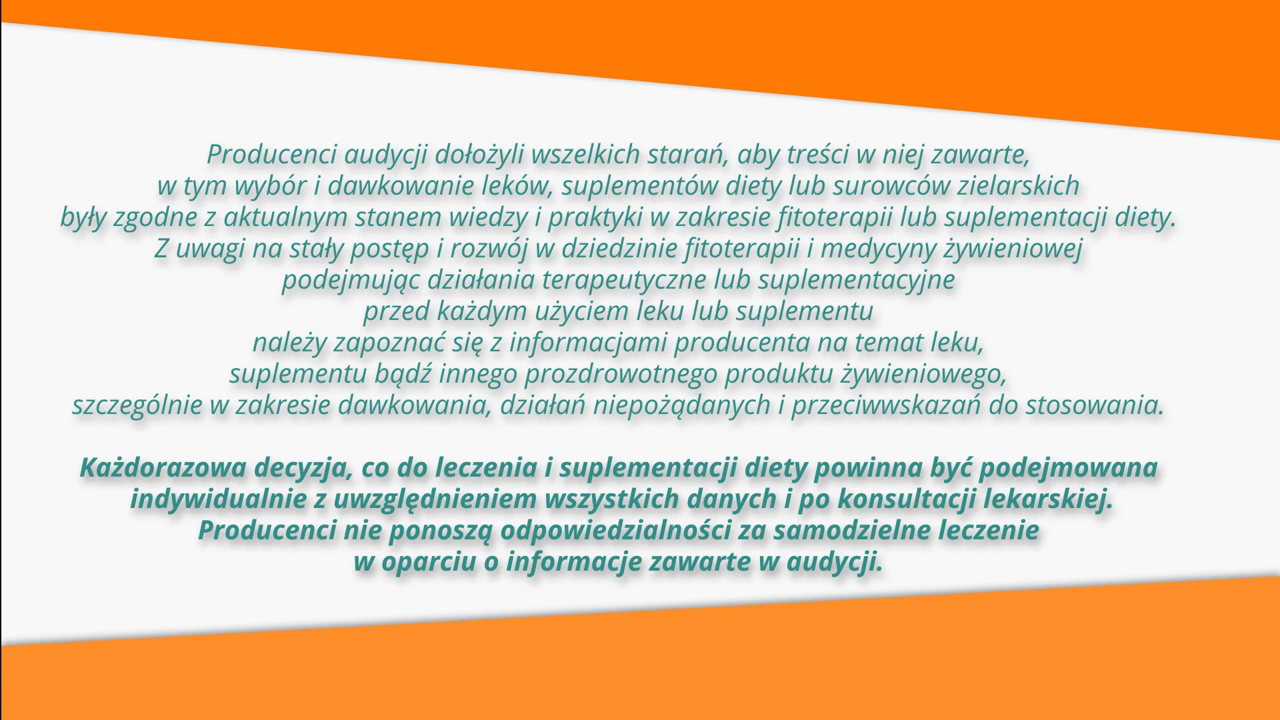 Producenci audycji dołożyli wszelkich starań, aby treści w niej zawarte,
w tym wybór i dawkowanie leków, suplementów diety lub surowców zielarskich
były zgodne z aktualnym stanem wiedzy i praktyki w zakresie fitoterapii lub suplementacji diety.
Z uwagi na stały postęp i rozwój w dziedzinie fitoterapii i medycyny żywieniowej
podejmując działania terapeutyczne lub suplementacyjne
przed każdym użyciem leku lub suplementu
należy zapoznać się z informacjami producenta na temat leku,
suplementu bądź innego prozdrowotnego produktu żywieniowego,
szczególnie w zakresie dawkowania, działań niepożądanych i przeciwwskazań do stosowania.
Każdorazowa decyzja, co do leczenia i suplementacji diety powinna być podejmowana
indywidualnie z uwzględnieniem wszystkich danych i po konsultacji lekarskiej.
Producenci nie ponoszą odpowiedzialności za samodzielne leczenie
w oparciu o informacje zawarte w audycji.